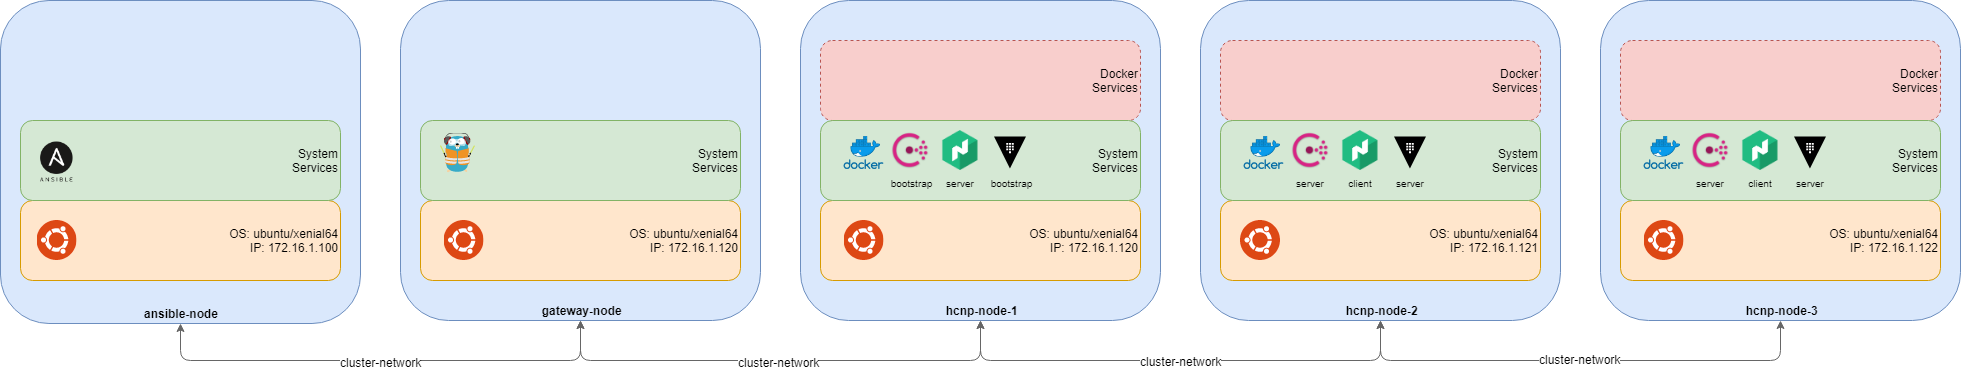 Docker
Services
Docker
Services
Docker
Services
ANSIBLE
System
Services
System
Services
docker
bootstrap
server
bootstrap
System
Services
docker
server
client
server
System
Services
docker
server
client
server
System
Services
OS: ubuntu/xenial64
IP: 172.16.1.100
OS: ubuntu/xenial64
IP: 172.16.1.120
OS: ubuntu/xenial64
IP: 172.16.1.120
OS: ubuntu/xenial64
IP: 172.16.1.121
OS: ubuntu/xenial64
IP: 172.16.1.122
ansible-node
gateway-node
hcnp-node-1
hcnp-node-2
hcnp-node-3
cluster-network
cluster-network
cluster-network
cluster-network